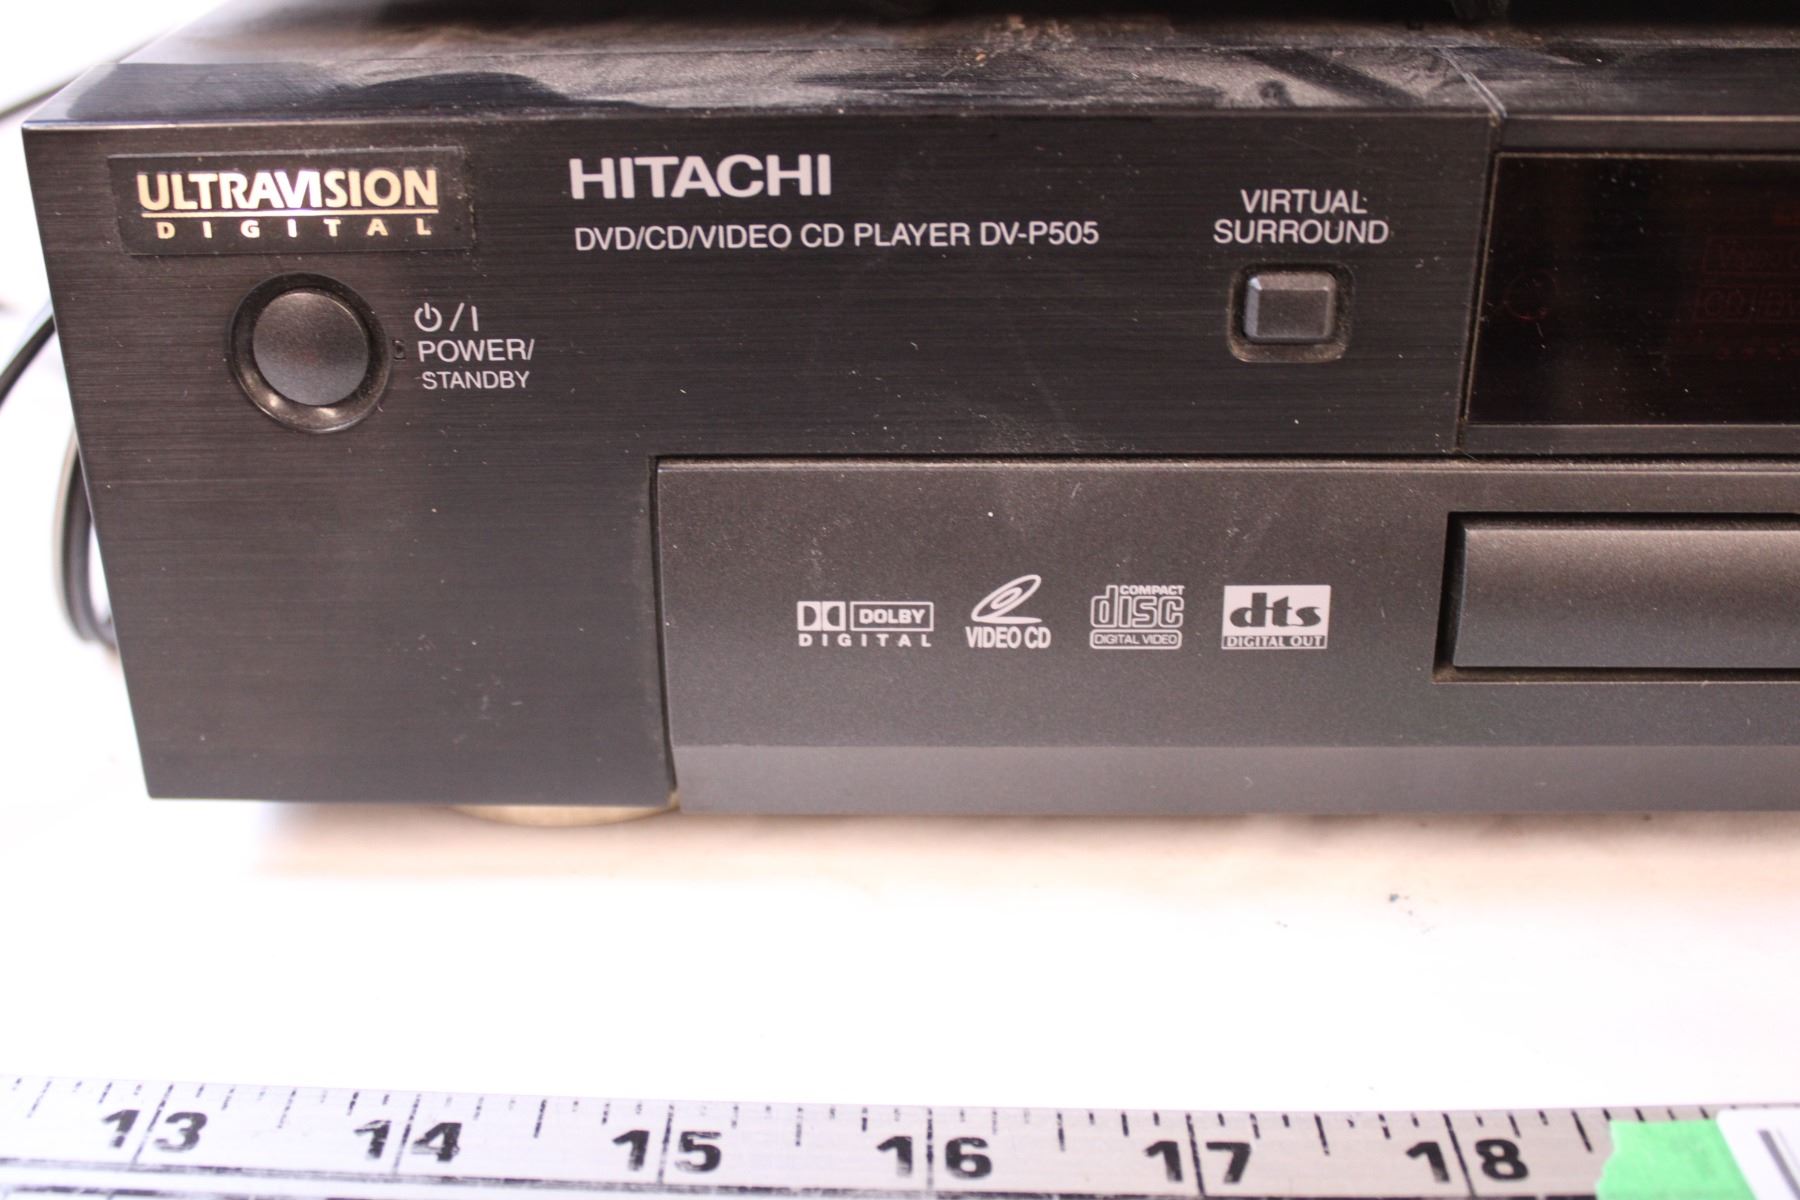 ULTRAVISION
DIGITAL
HITACHI
DVD/CD/VIDEO CD PLAYER DV-P505
VIRTUAL
SURROUND
/I
POWER/
STANDBY
DOLBY
DIGITAL
VIDEO CD
COMPACT
disc
DIGITAL VIDEO
dts
DIGITAL OUT
13 14 15 16 17 18